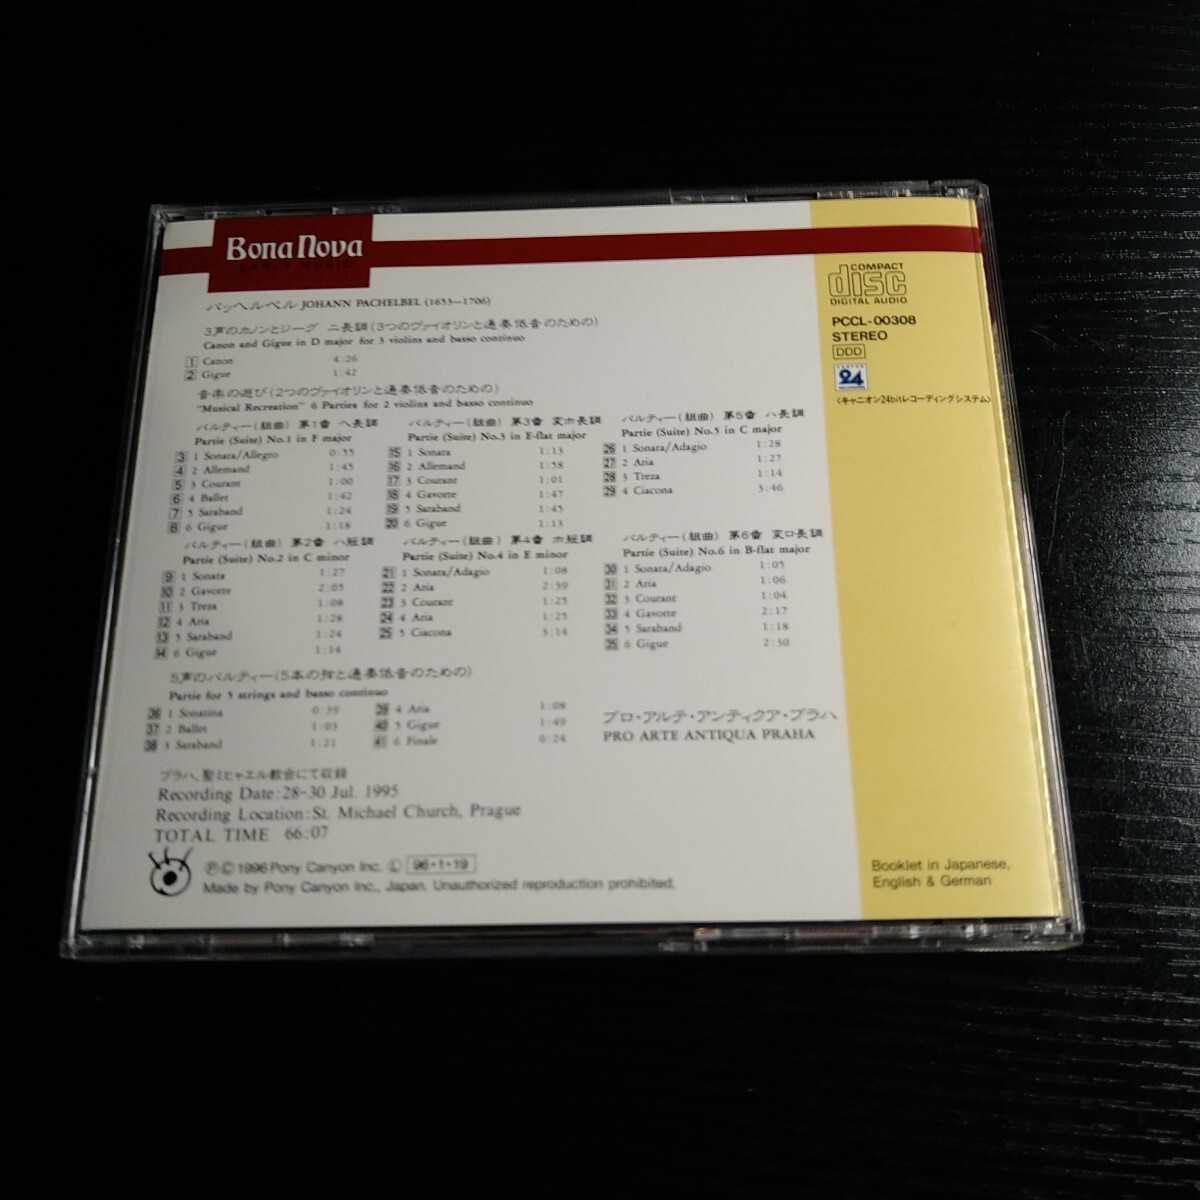 Bona Nova
EARLY MUSIC
パッヘルベル JOHANN PACHELBEL (1653–1706)
3声のカノンとジーグ ニ長調(3つのヴァイオリンと通奏低音のための)
Canon and Gigue in D major for 3 violins and basso continuo
1 Canon 4:26
2 Gigue 1:42
音楽の遊び(2つのヴァイオリンと通奏低音のための)
"Musical Recreation" 6 Parties for 2 violins and basso continuo
パルティー(組曲) 第1番 ヘ長調
Partie (Suite) No.1 in F major
3 1 Sonata/Allegro 0:55
4 2 Allemand 1:45
5 3 Courant 1:00
6 4 Ballet 1:42
7 5 Saraband 1:24
8 6 Gigue 1:18
パルティー(組曲) 第2番 ハ短調
Partie (Suite) No.2 in C minor
9 1 Sonata 1:27
10 2 Gavotte 2:05
11 3 Treza 1:08
12 4 Aria 1:28
13 5 Saraband 1:24
14 6 Gigue 1:14
パルティー(組曲) 第3番 変ホ長調
Partie (Suite) No.3 in E-flat major
15 1 Sonata 1:13
16 2 Allemand 1:58
17 3 Courant 1:01
18 4 Gavotte 1:47
19 5 Saraband 1:45
20 6 Gigue 1:13
パルティー(組曲) 第4番 ホ短調
Partie (Suite) No.4 in E minor
21 1 Sonata/Adagio 1:08
22 2 Aria 2:39
23 3 Courant 1:25
24 4 Aria 1:25
25 5 Ciacona 3:14
パルティー(組曲) 第5番 ハ長調
Partie (Suite) No.5 in C major
26 1 Sonata/Adagio 1:28
27 2 Aria 1:27
28 3 Treza 1:14
29 4 Ciacona 3:46
パルティー(組曲) 第6番 変ロ長調
Partie (Suite) No.6 in B-flat major
30 1 Sonata/Adagio 1:05
31 2 Aria 1:06
32 3 Courant 1:04
33 4 Gavotte 2:17
34 5 Saraband 1:18
35 6 Gigue 2:30
5声のパルティー(5本の弦と通奏低音のための)
Partie for 5 strings and basso continuo
36 1 Sonatina 0:39
37 2 Ballet 1:03
38 3 Saraband 1:21
39 4 Aria 1:08
40 5 Gigue 1:49
41 6 Finale 0:24
プロ・アルテ・アンティクア・プラハ
PRO ARTE ANTIQUA PRAHA
プラハ、聖ミヒャエル教会にて収録
Recording Date:28–30 Jul. 1995
Recording Location:St. Michael Church, Prague
TOTAL TIME 66:07
Ⓟ©1996 Pony Canyon Inc. Ⓛ 96・1・19
Made by Pony Canyon Inc., Japan. Unauthorized reproduction prohibited.
COMPACT
disc
DIGITAL AUDIO
PCCL-00308
STEREO
DDD
24
〈キャニオン24bitレコーディングシステム〉
Booklet in Japanese,
English & German